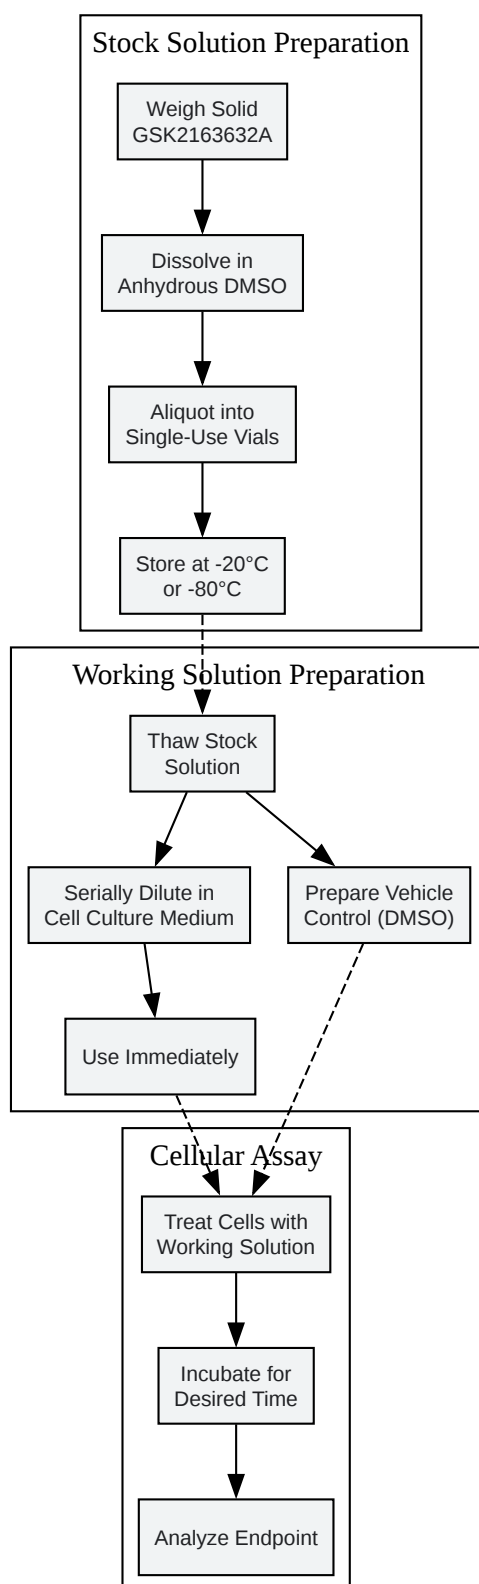 Stock Solution Preparation
Weigh Solid
GSK2163632A
Dissolve in
Anhydrous DMSO
Aliquot into
Single-Use Vials
Store at -20°C
or -80°C
Working Solution Preparation
Thaw Stock
Solution
Serially Dilute in
Cell Culture Medium
Prepare Vehicle
Control (DMSO)
Use Immediately
Cellular Assay
Treat Cells with
Working Solution
Incubate for
Desired Time
Analyze Endpoint